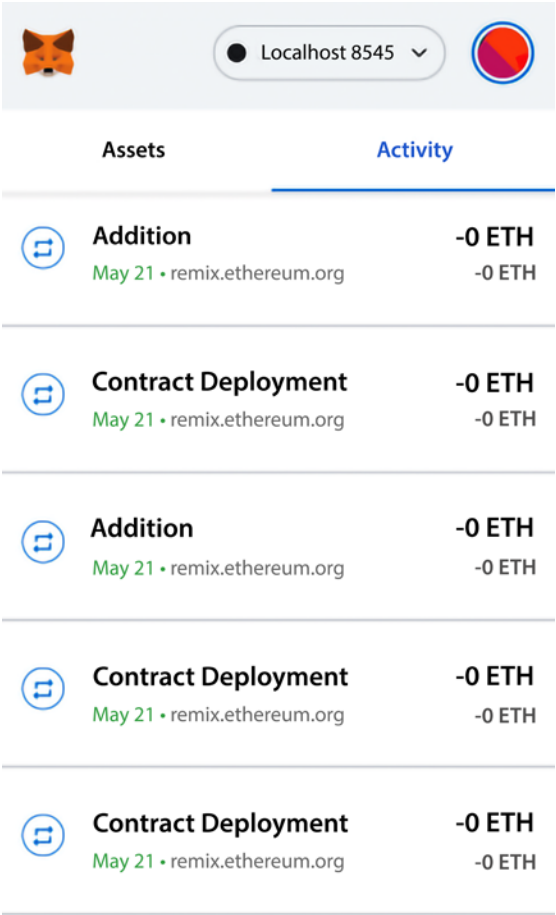 Localhost 8545
Assets Activity
Addition -0 ETH
May 21 • remix.ethereum.org -0 ETH
Contract Deployment -0 ETH
May 21 • remix.ethereum.org -0 ETH
Addition -0 ETH
May 21 • remix.ethereum.org -0 ETH
Contract Deployment -0 ETH
May 21 • remix.ethereum.org -0 ETH
Contract Deployment -0 ETH
May 21 • remix.ethereum.org -0 ETH